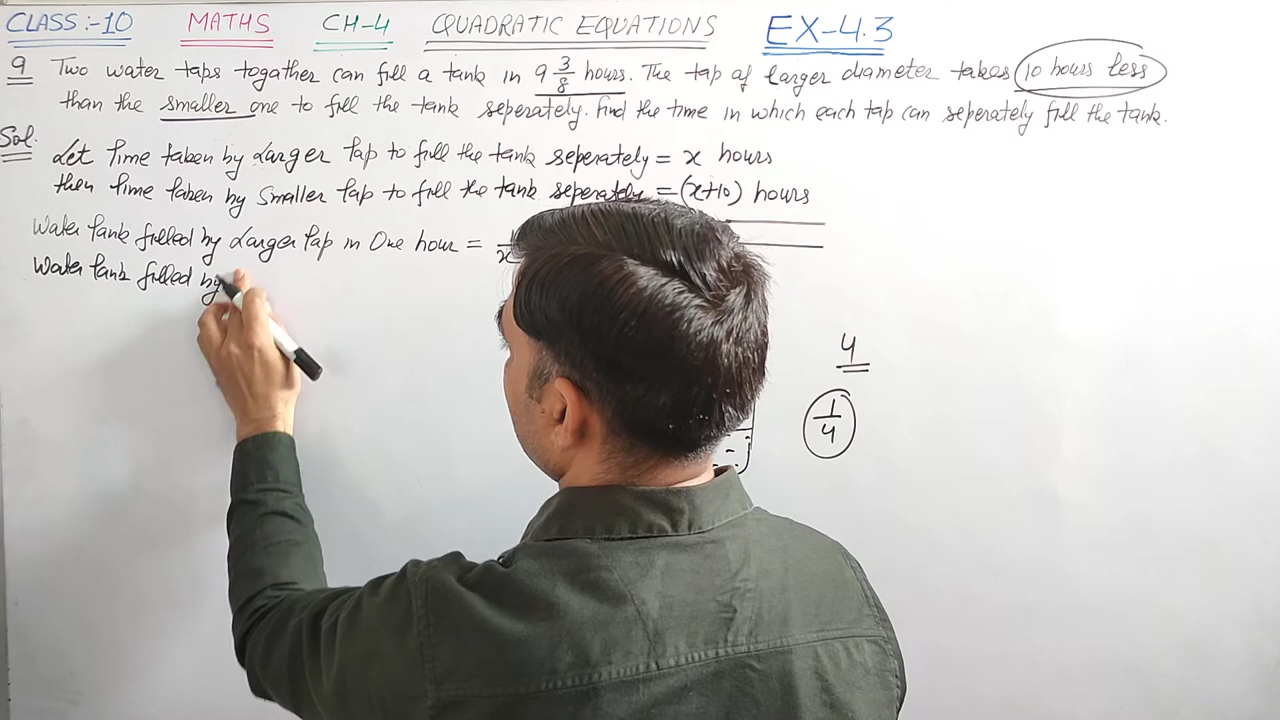 CLASS:-10 MATHS CH-4 QUADRATIC EQUATIONS EX-4.3
9 Two water taps togather can fill a tank in 9 3/8 hours. The tap of larger diameter takes 10 hours less
than the smaller one to fill the tank seperately. Find the time in which each tap can seperately fill the tank.
Sol. Let Time taken by Larger Tap to fill the tank seperately = x hours
then Time taken by Smaller Tap to fill the tank seperately = (x+10) hours
Water Tank filled by Larger Tap in One hour = 1/x
Water Tank filled by
4
1/4